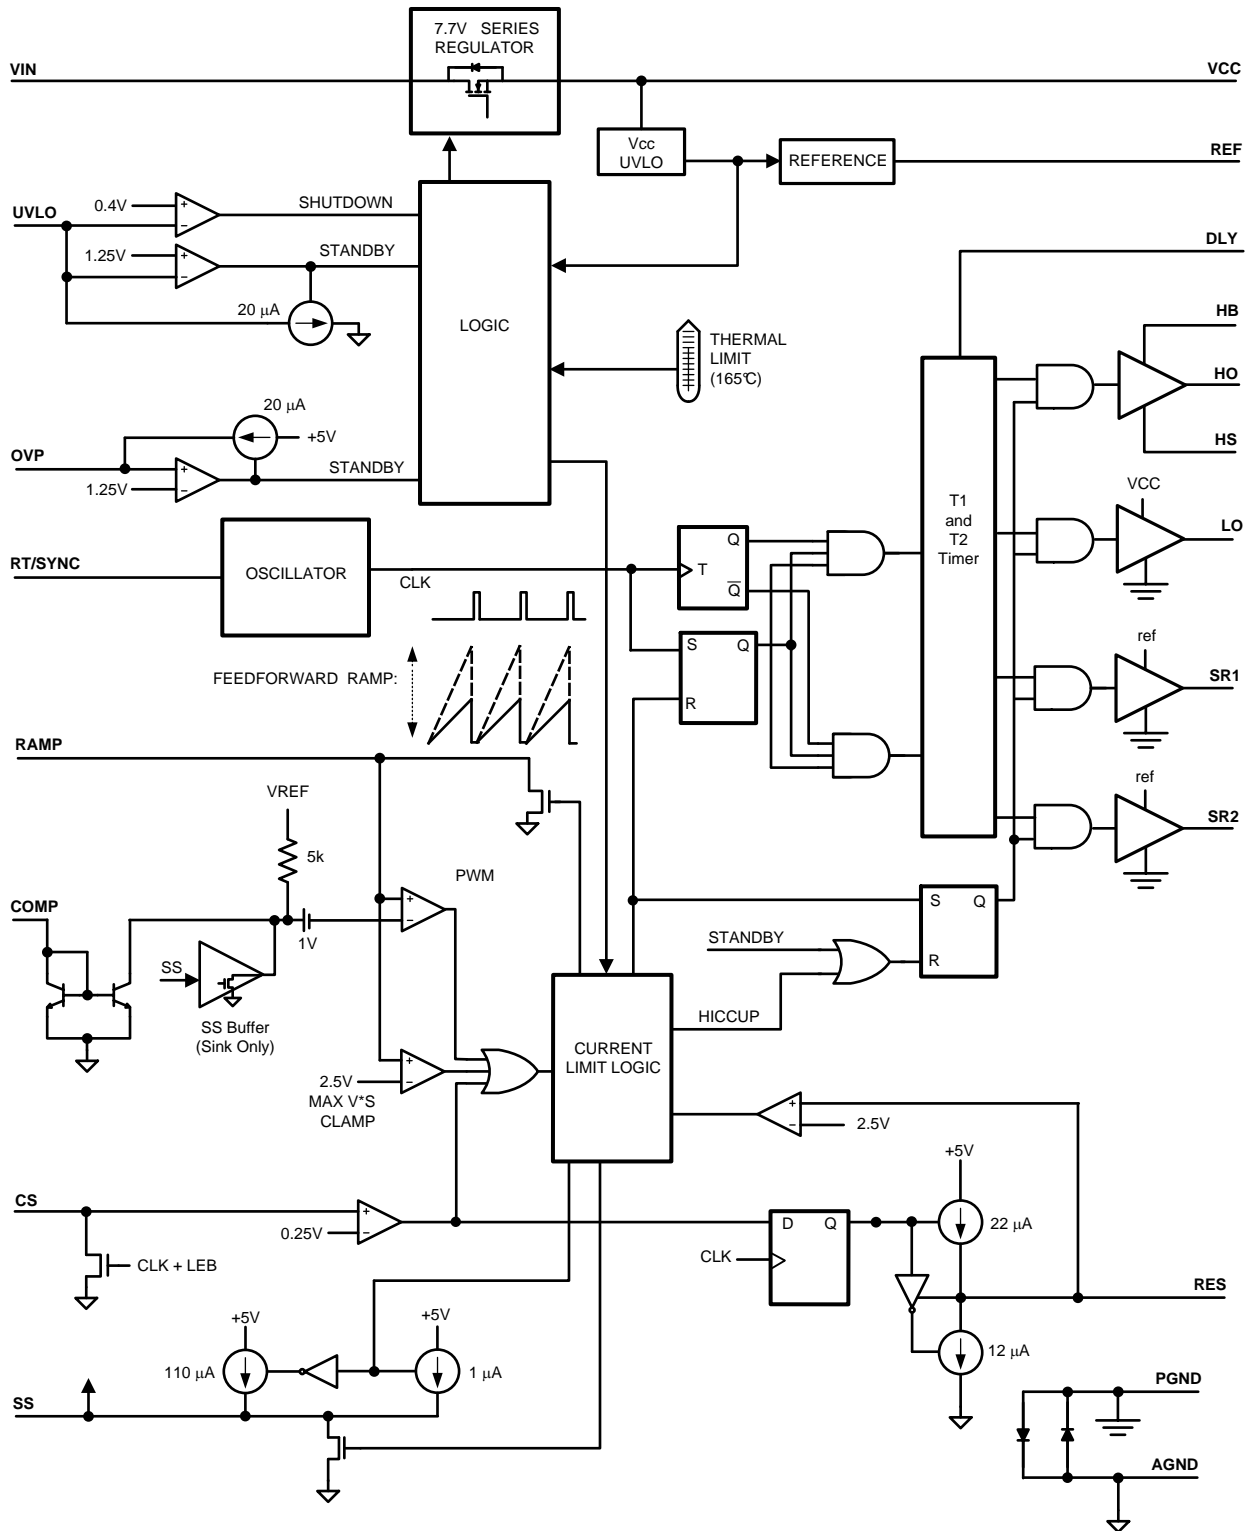 7.7V SERIES
REGULATOR
VIN
VCC
Vcc
UVLO
REFERENCE
REF
UVLO
0.4V
+
−
SHUTDOWN
1.25V
+
−
STANDBY
20 μA
LOGIC
THERMAL
LIMIT
(165°C)
DLY
HB
HO
HS
20 μA
+5V
OVP
+
−
1.25V
STANDBY
T1
and
T2
Timer
VCC
LO
RT/SYNC
OSCILLATOR
CLK
T
Q
Q
S
Q
R
FEEDFORWARD RAMP:
ref
SR1
RAMP
ref
SR2
VREF
5k
PWM
COMP
+
−
1V
SS
SS Buffer
(Sink Only)
STANDBY
S
Q
R
HICCUP
CURRENT
LIMIT LOGIC
+
−
2.5V
MAX V*S
CLAMP
+
−
2.5V
+5V
CS
+
−
0.25V
D
Q
CLK
22 μA
CLK + LEB
RES
+5V
+5V
110 μA
1 μA
12 μA
SS
PGND
AGND